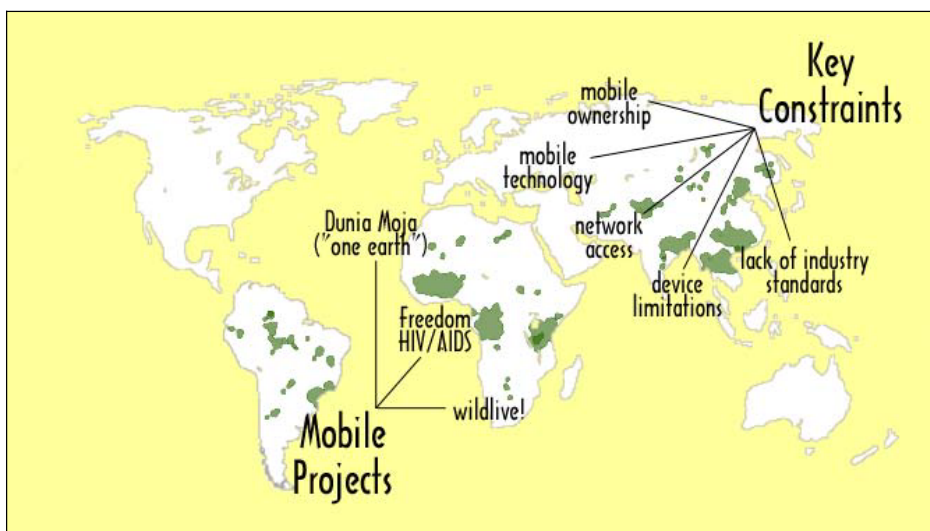 Key
Constraints
mobile
ownership
mobile
technology
network
access
device
limitations
lack of industry
standards
Dunia Moja
("one earth")
Freedom
HIV/AIDS
wildlive!
Mobile
Projects